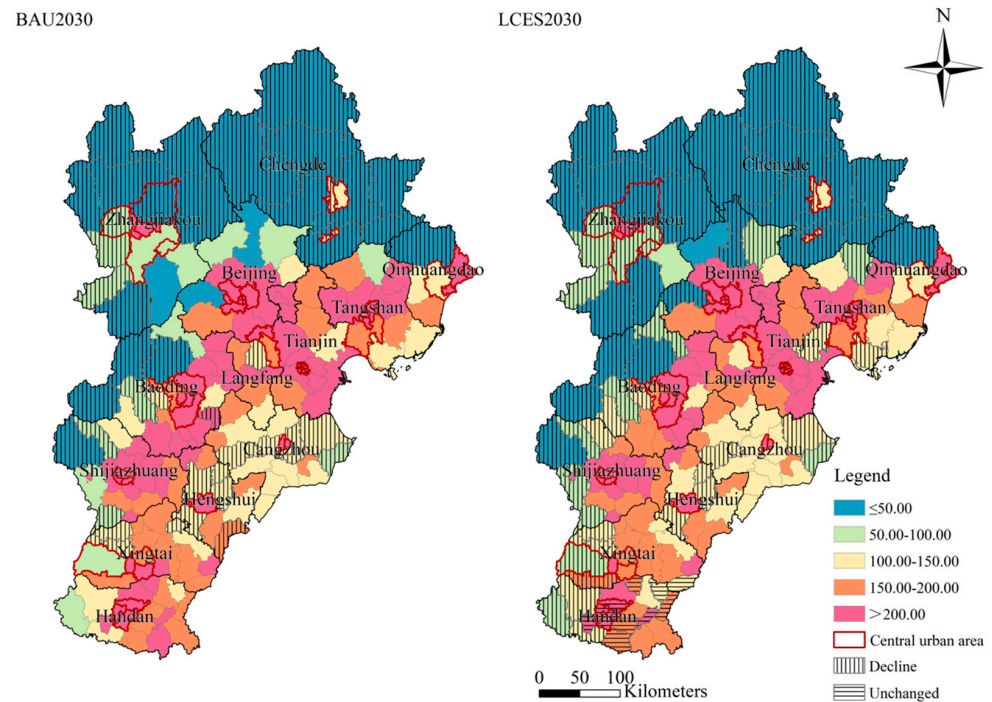 BAU2030
LCES2030
N
Chengde
Zhangjiakou
Beijing
Qinhuangdao
Tangshan
Tianjin
Langfang
Baoding
Cangzhou
Shijiazhuang
Hengshui
Xingtai
Handan
Chengde
Zhangjiakou
Beijing
Qinhuangdao
Tangshan
Tianjin
Langfang
Baoding
Cangzhou
Shijiazhuang
Hengshui
Xingtai
Handan
Legend
≤50.00
50.00-100.00
100.00-150.00
150.00-200.00
>200.00
Central urban area
Decline
Unchanged
0 50 100
Kilometers